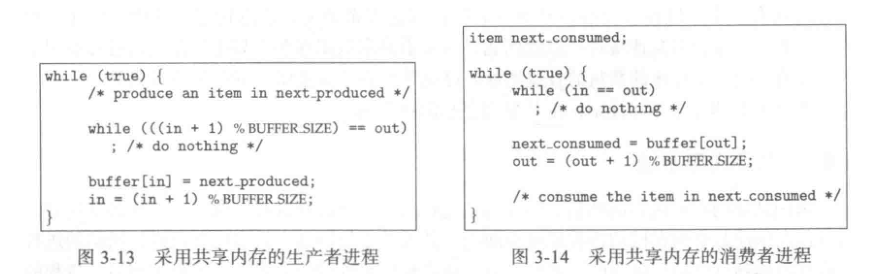 while (true) {
/* produce an item in next_produced */
while (((in + 1) % BUFFER_SIZE) == out)
; /* do nothing */
buffer[in] = next_produced;
in = (in + 1) % BUFFER_SIZE;
}
图 3-13 采用共享内存的生产者进程
item next_consumed;
while (true) {
while (in == out)
; /* do nothing */
next_consumed = buffer[out];
out = (out + 1) % BUFFER_SIZE;
/* consume the item in next_consumed */
}
图 3-14 采用共享内存的消费者进程